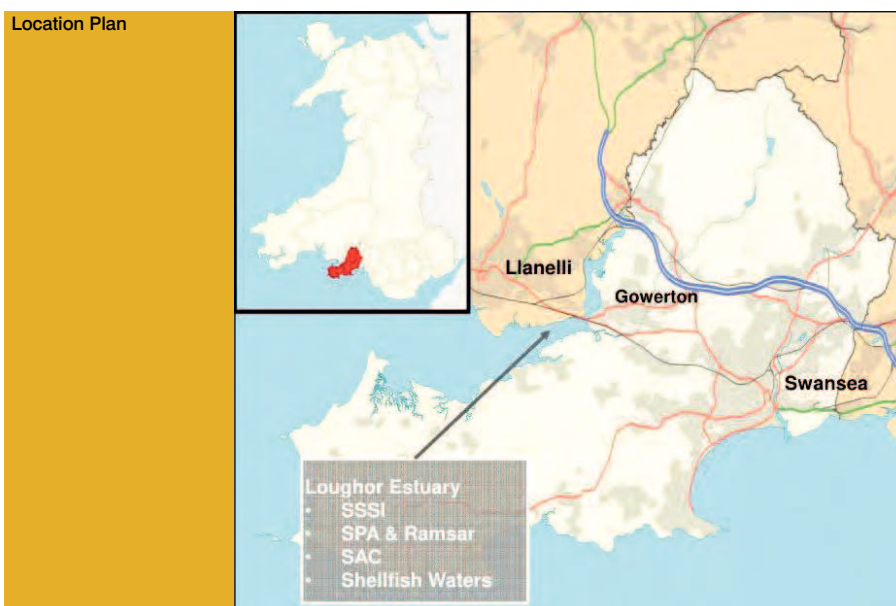 Location Plan
Llanelli
Gowerton
Swansea
Loughor Estuary
• SSSI
• SPA & Ramsar
• SAC
• Shellfish Waters